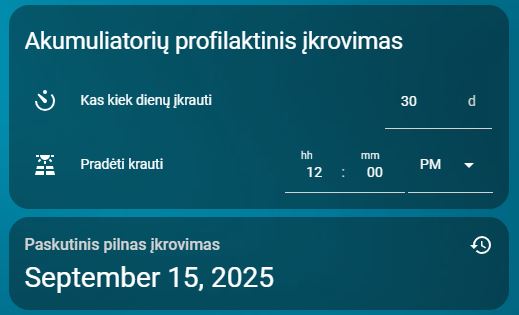 Akumuliatorių profilaktinis įkrovimas
Kas kiek dienų įkrauti
30 d
Pradėti krauti
hh mm
12 : 00 PM
Paskutinis pilnas įkrovimas
September 15, 2025